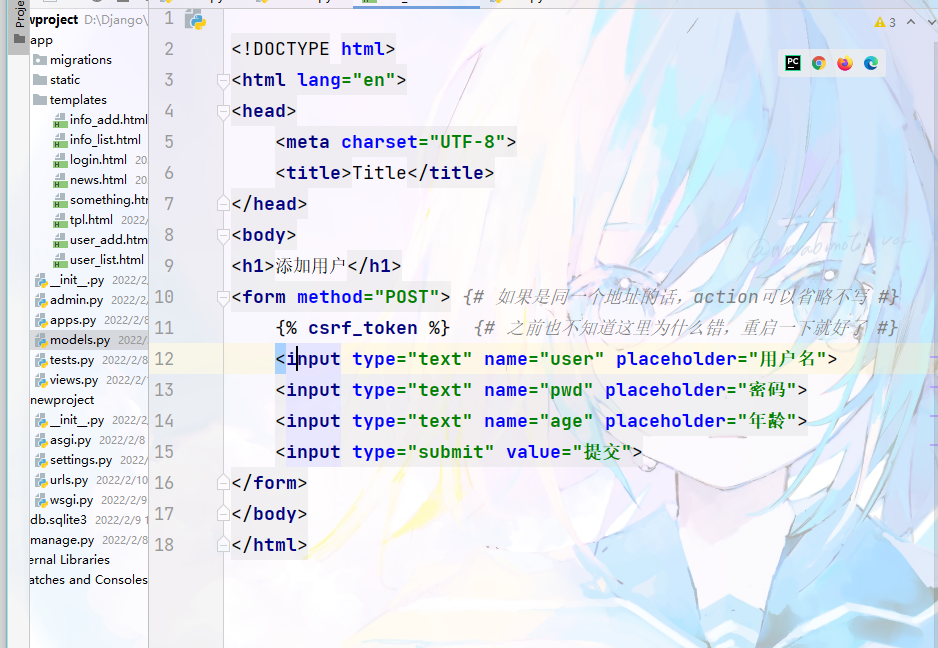 Proje
wproject D:\Django\
app
migrations
static
templates
info_add.html
info_list.html
login.html 20
news.html 20
something.htn
tpl.html 2022/
user_add.htm
user_list.html
__init__.py 2022/2
admin.py 2022/2
apps.py 2022/2/8
models.py 2022/
tests.py 2022/2/8
views.py 2022/2/
newproject
__init__.py 2022/2
asgi.py 2022/2/8
settings.py 2022/
urls.py 2022/2/10
wsgi.py 2022/2/9
db.sqlite3 2022/2/9 1
manage.py 2022/2/8
ernal Libraries
atches and Consoles
3
1
2 <!DOCTYPE html>
3 <html lang="en">
4 <head>
5 <meta charset="UTF-8">
6 <title>Title</title>
7 </head>
8 <body>
9 <h1>添加用户</h1>
10 <form method="POST"> {# 如果是同一个地址的话，action可以省略不写 #}
11 {% csrf_token %} {# 之前也不知道这里为什么错，重启一下就好了 #}
12 <input type="text" name="user" placeholder="用户名">
13 <input type="text" name="pwd" placeholder="密码">
14 <input type="text" name="age" placeholder="年龄">
15 <input type="submit" value="提交">
16 </form>
17 </body>
18 </html>
PC